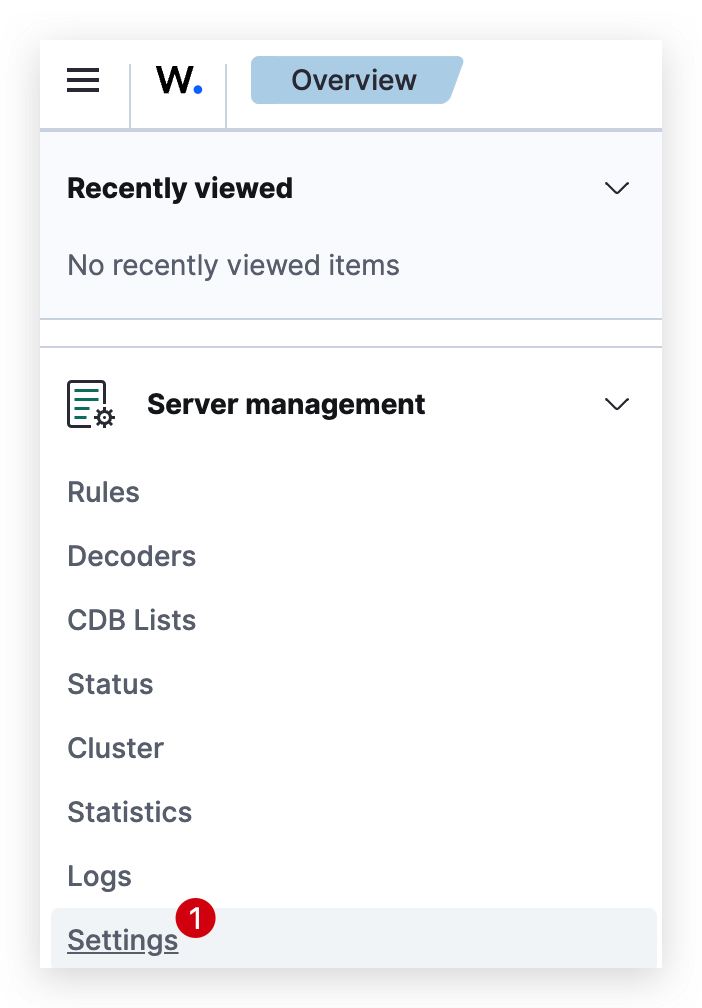 W.
Overview
Recently viewed
No recently viewed items
Server management
Rules
Decoders
CDB Lists
Status
Cluster
Statistics
Logs
Settings
1